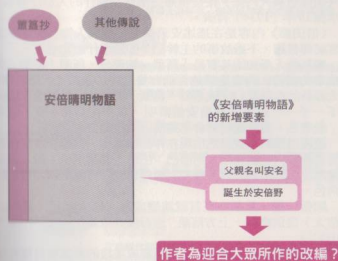 簠簋抄
其他傳說
安倍晴明物語
《安倍晴明物語》
的新增要素
父親名叫安名
誕生於安倍野
作者為迎合大眾所作的改編？